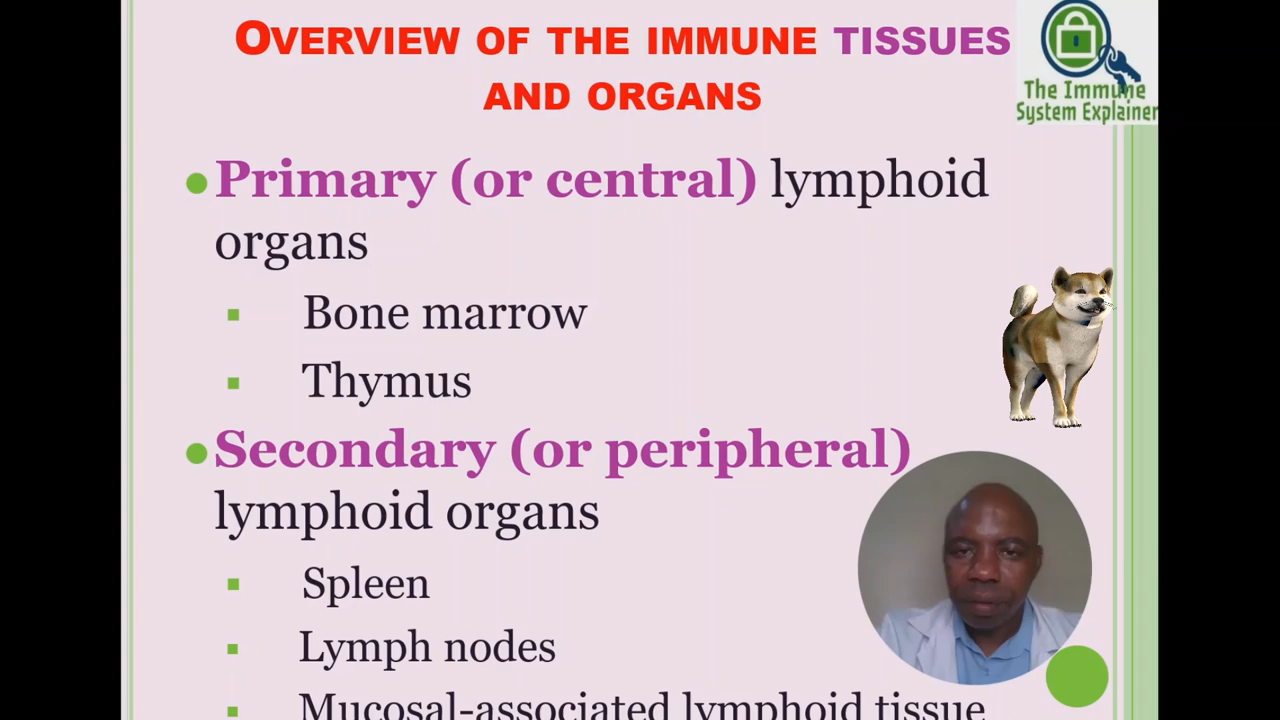 OVERVIEW OF THE IMMUNE TISSUES
AND ORGANS
The Immune
System Explainer
Primary (or central) lymphoid
organs
Bone marrow
Thymus
Secondary (or peripheral)
lymphoid organs
Spleen
Lymph nodes
Mucosal-associated lymphoid tissue